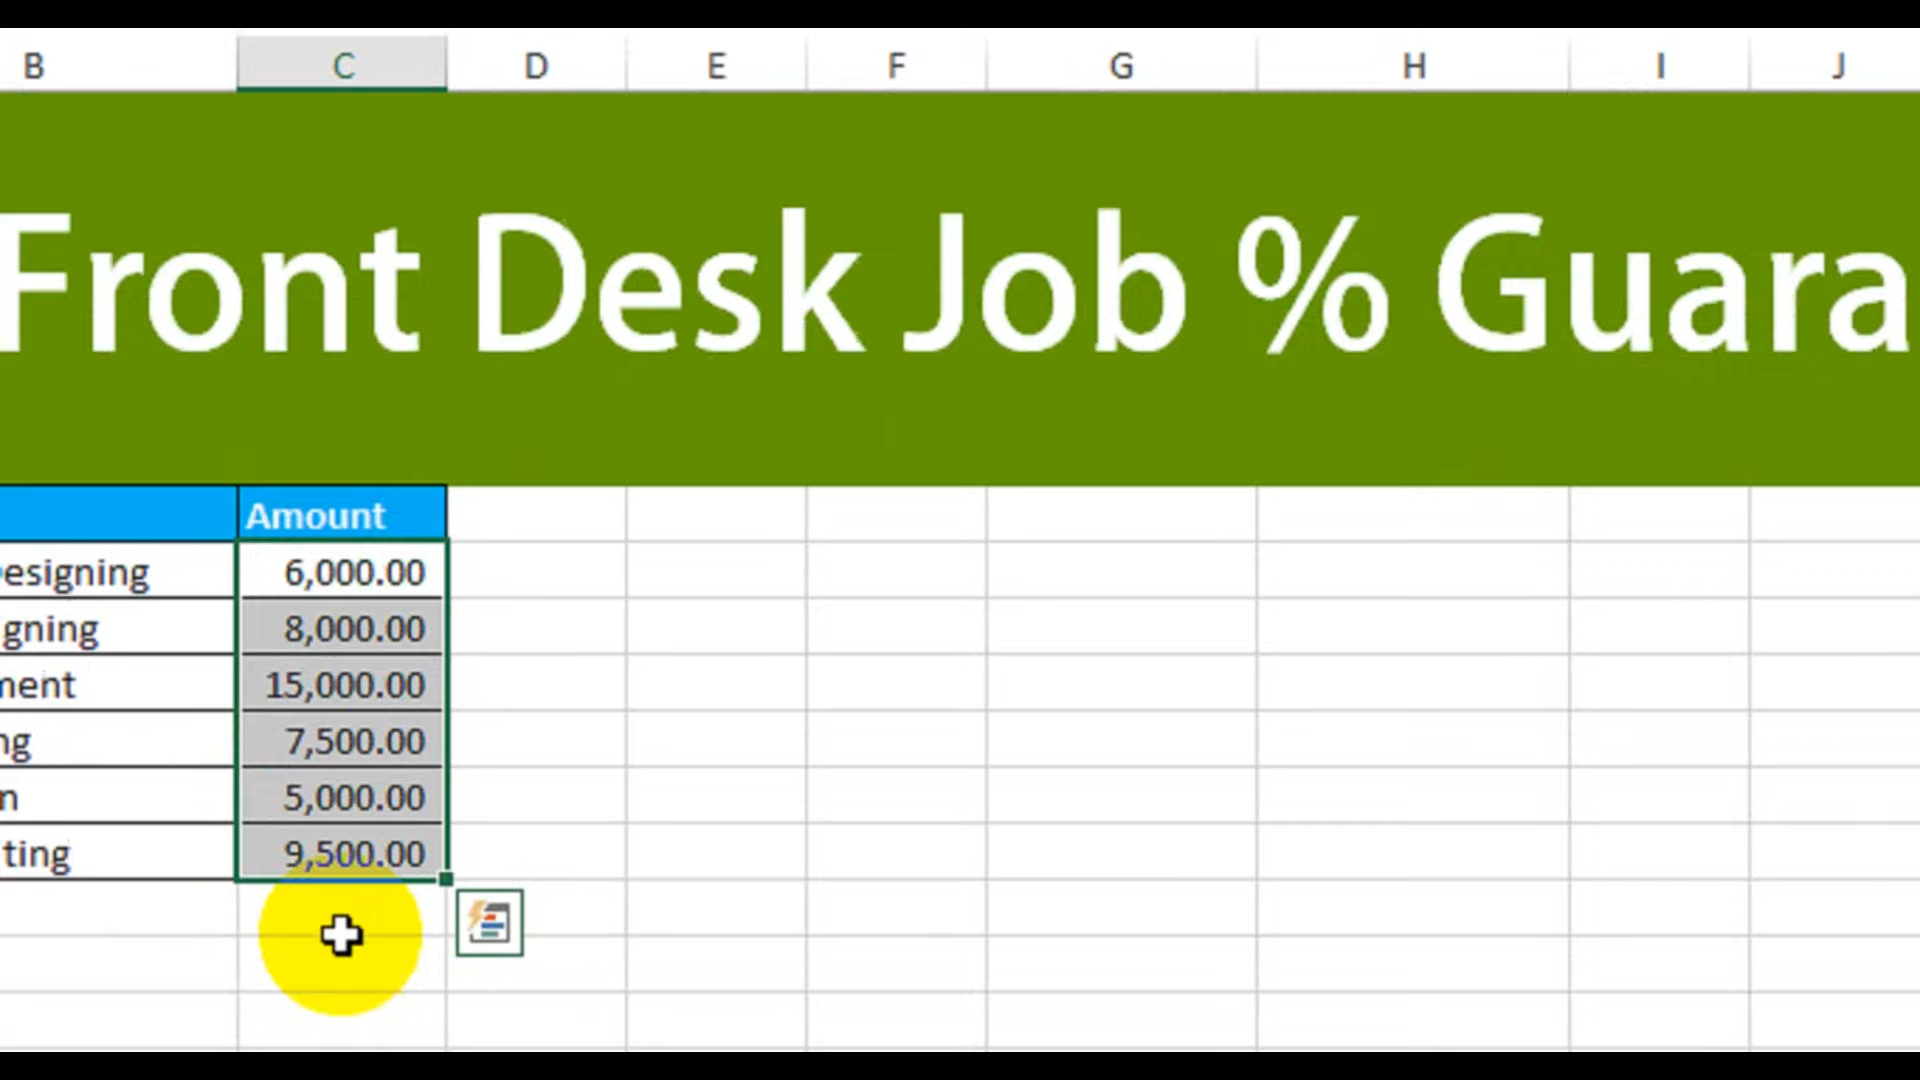 B C D E F G H I J
Front Desk Job % Guara
Amount
esigning 6,000.00
gning 8,000.00
ment 15,000.00
ng 7,500.00
n 5,000.00
ting 9,500.00